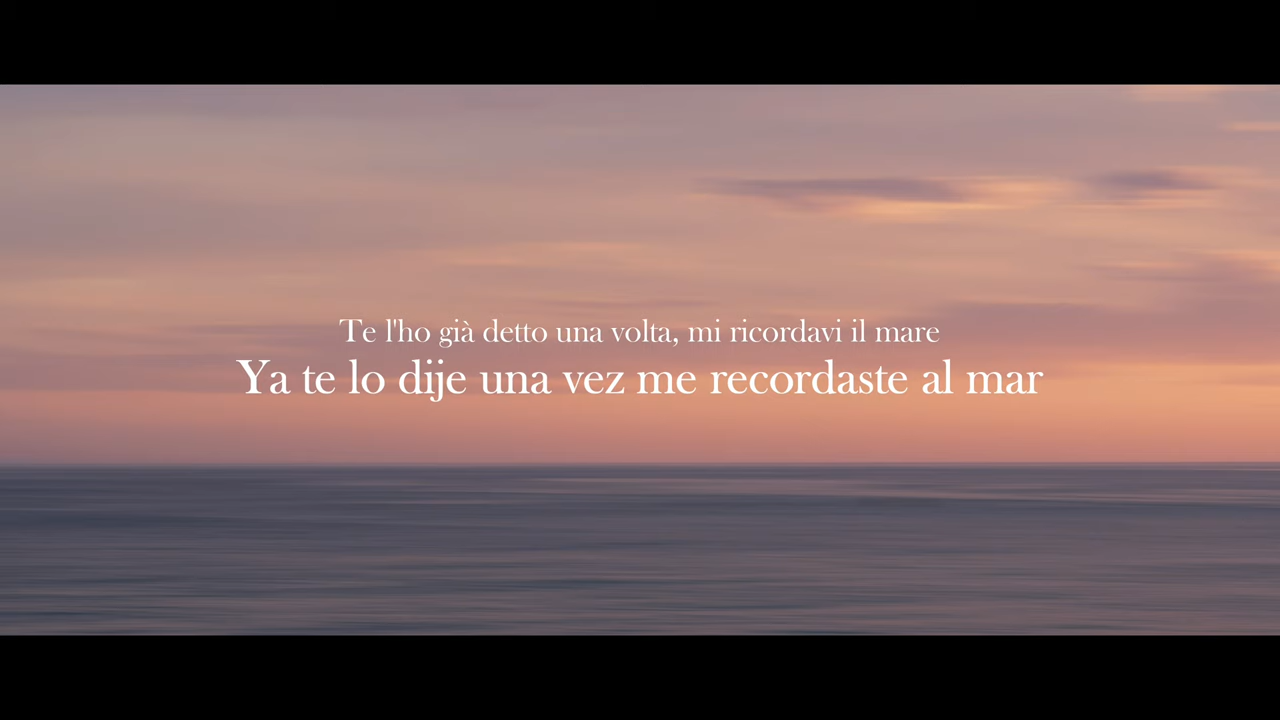 Te l'ho già detto una volta, mi ricordavi il mare
Ya te lo dije una vez me recordaste al mar